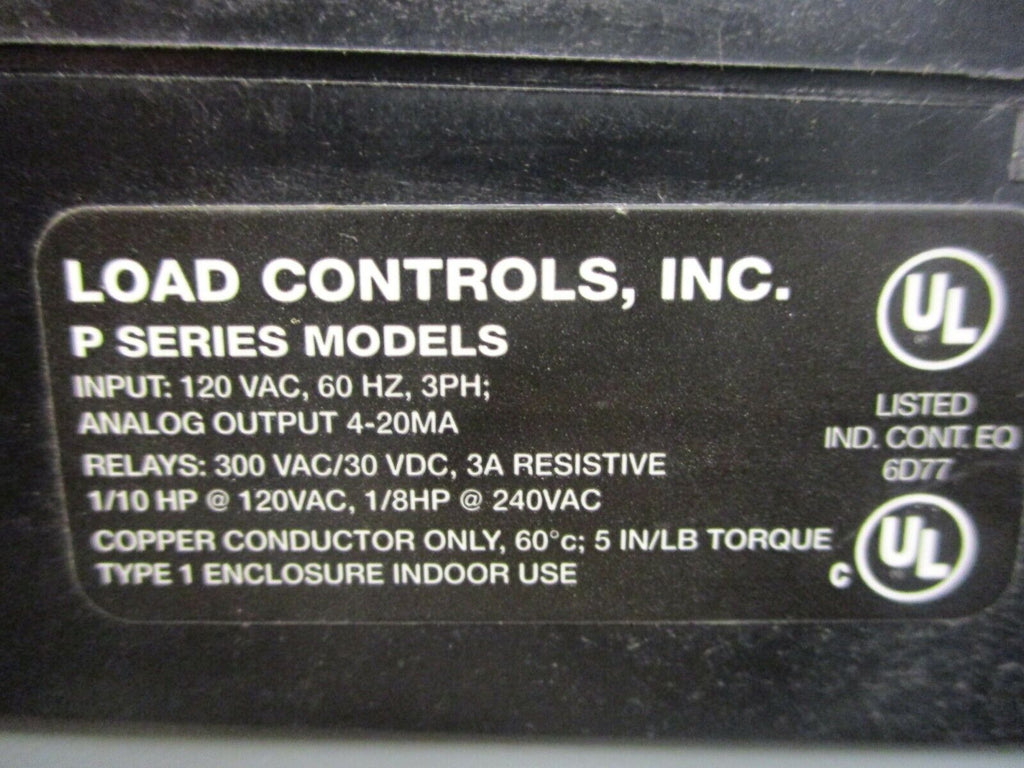 LOAD CONTROLS, INC.
P SERIES MODELS
INPUT: 120 VAC, 60 HZ, 3PH;
ANALOG OUTPUT 4-20MA
RELAYS: 300 VAC/30 VDC, 3A RESISTIVE
1/10 HP @ 120VAC, 1/8HP @ 240VAC
COPPER CONDUCTOR ONLY, 60°c; 5 IN/LB TORQUE
TYPE 1 ENCLOSURE INDOOR USE
UL
LISTED
IND. CONT. EQ
6D77
C UL